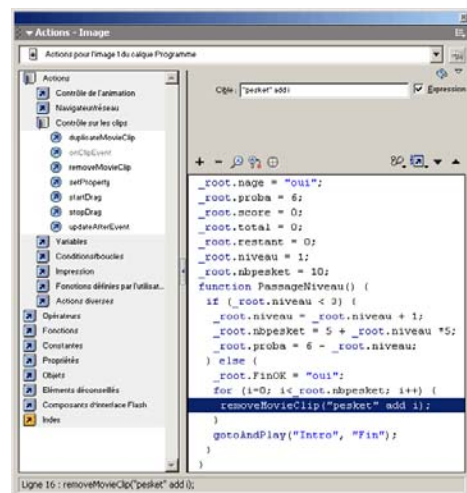 Actions - Image
Actions pour l'image 1 du calque Programme
Actions
Contrôle de l'animation
Navigateur/réseau
Contrôle sur les clips
duplicateMovieClip
onClipEvent
removeMovieClip
setProperty
startDrag
stopDrag
updateAfterEvent
Variables
Conditions/boucles
Impression
Fonctions définies par l'utilisat...
Actions diverses
Opérateurs
Fonctions
Constantes
Propriétés
Objets
Eléments déconseillés
Composants d'interface Flash
Index
Cible : "pesket" add i
Expression
_root.nage = "oui";
_root.proba = 6;
_root.score = 0;
_root.total = 0;
_root.restant = 0;
_root.niveau = 1;
_root.nbpesket = 10;
function PassageNiveau() {
if (_root.niveau < 3) {
_root.niveau = _root.niveau + 1;
_root.nbpesket = 5 + _root.niveau *5;
_root.proba = 6 - _root.niveau;
} else {
_root.FinOK = "oui";
for (i=0; i<_root.nbpesket; i++) {
removeMovieClip("pesket" add i);
}
gotoAndPlay("Intro", "Fin");
}
}
Ligne 16 : removeMovieClip("pesket" add i);